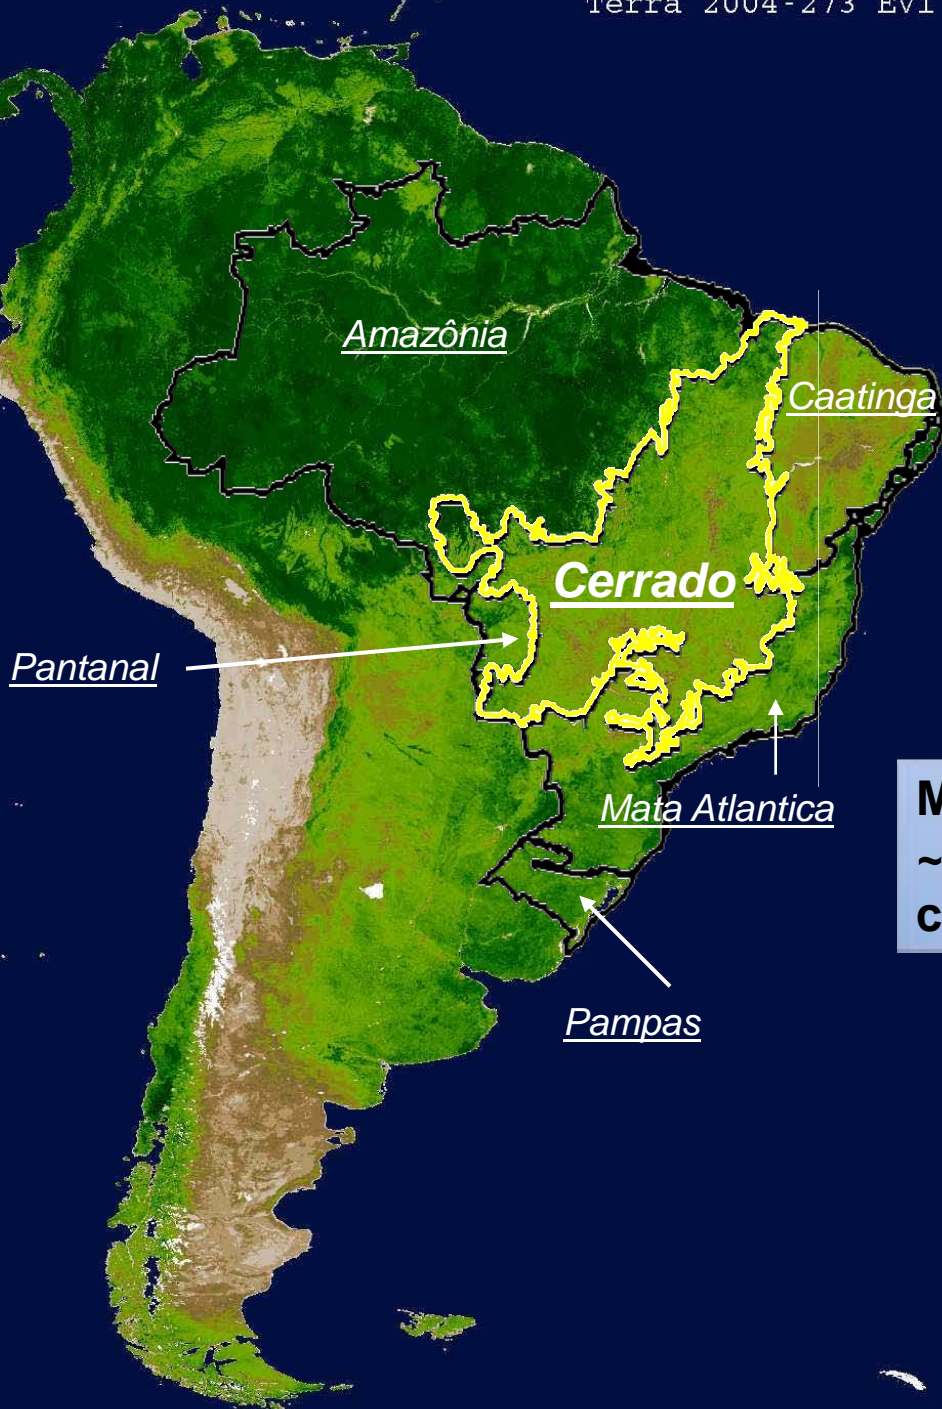 Terra 2004-273 EVI
Amazônia
Caatinga
Cerrado
Pantanal
Mata Atlantica
M
~
c
Pampas